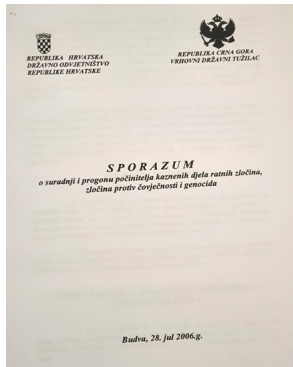 REPUBLIKA HRVATSKA
DRŽAVNO ODVJETNIŠTVO
REPUBLIKE HRVATSKE
REPUBLIKA CRNA GORA
VRHOVNI DRŽAVNI TUŽILAC
S P O R A Z U M
o suradnji i progonu počinitelja kaznenih djela ratnih zločina,
zločina protiv čovječnosti i genocida
Budva, 28. jul 2006.g.